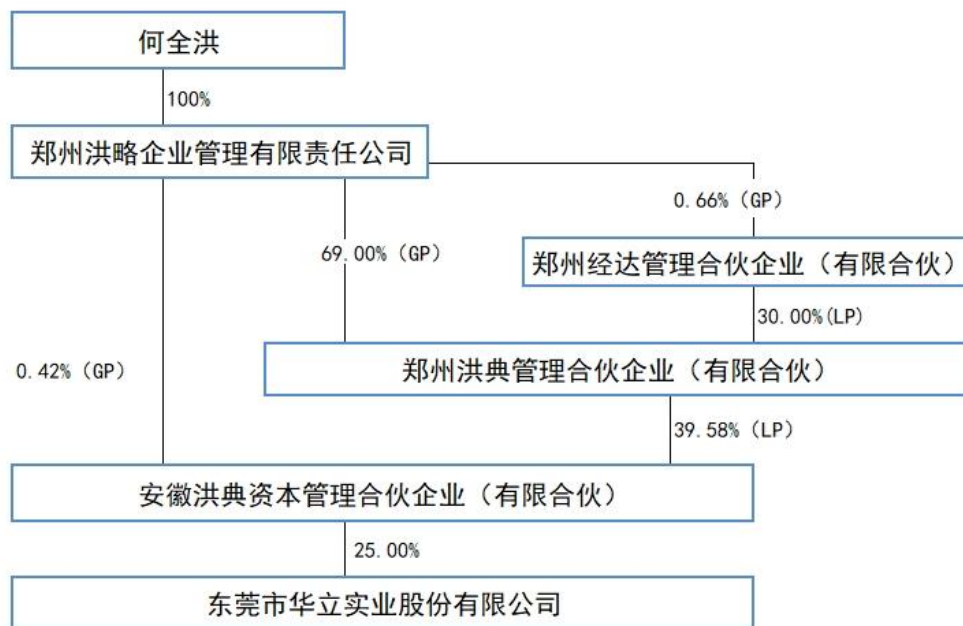 何全洪
100%
郑州洪略企业管理有限责任公司
0.66%（GP）
69.00%（GP）
郑州经达管理合伙企业（有限合伙）
30.00%(LP)
0.42%（GP）
郑州洪典管理合伙企业（有限合伙）
39.58%（LP）
安徽洪典资本管理合伙企业（有限合伙）
25.00%
东莞市华立实业股份有限公司